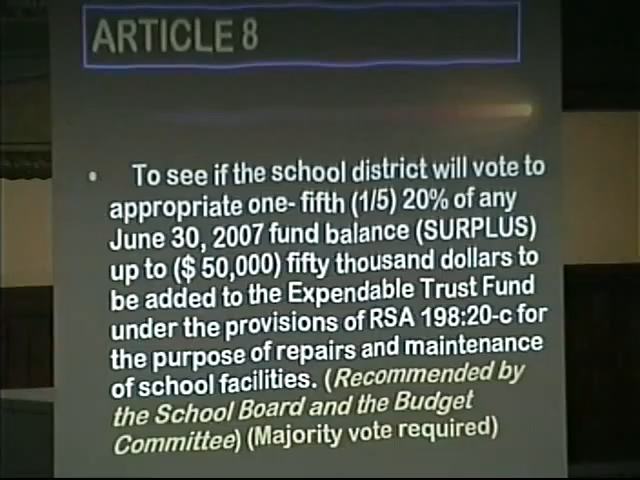 ARTICLE 8
• To see if the school district will vote to
appropriate one- fifth (1/5) 20% of any
June 30, 2007 fund balance (SURPLUS)
up to ($ 50,000) fifty thousand dollars to
be added to the Expendable Trust Fund
under the provisions of RSA 198:20-c for
the purpose of repairs and maintenance
of school facilities. (Recommended by
the School Board and the Budget
Committee) (Majority vote required)